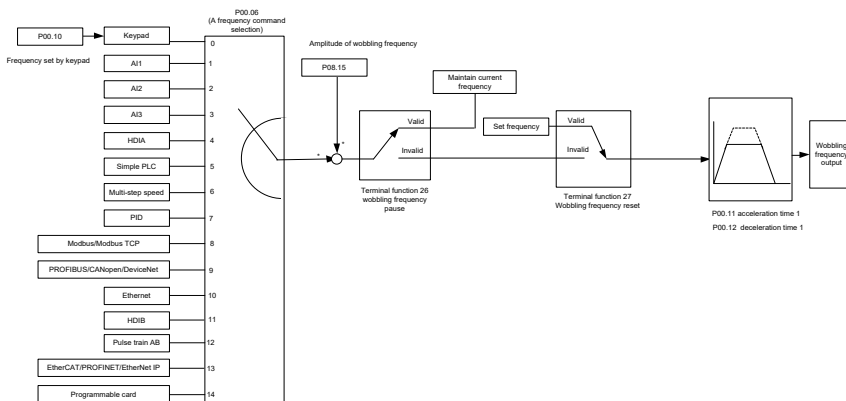 P00.06
(A frequency command
selection)
P00.10
Keypad
0
Frequency set by keypad
AI1
1
AI2
2
AI3
3
HDIA
4
Simple PLC
5
Multi-step speed
6
PID
7
Modbus/Modbus TCP
8
PROFIBUS/CANopen/DeviceNet
9
Ethernet
10
HDIB
11
Pulse train AB
12
EtherCAT/PROFINET/EtherNet IP
13
Programmable card
14
Amplitude of wobbling frequency
P08.15
+
+
Valid
Invalid
Terminal function 26
wobbling frequency
pause
Maintain current
frequency
Set frequency
Valid
Invalid
Terminal function 27
Wobbling frequency reset
P00.11 acceleration time 1
P00.12 deceleration time 1
Wobbling
frequency
output